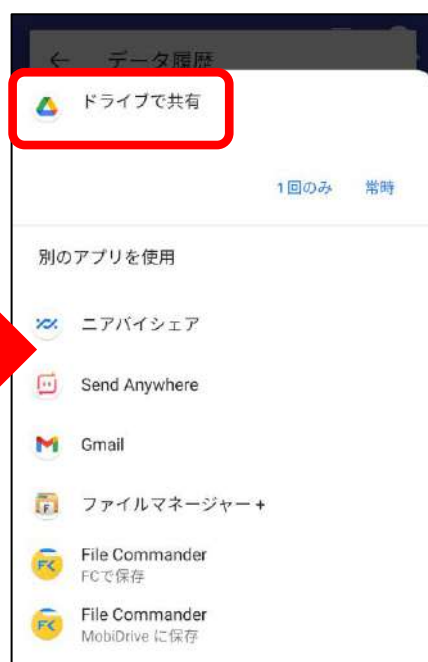 ← データ履歴
ドライブで共有
1回のみ 常時
別のアプリを使用
ニアバイシェア
Send Anywhere
Gmail
ファイルマネージャー +
File Commander
FCで保存
File Commander
MobiDrive に保存